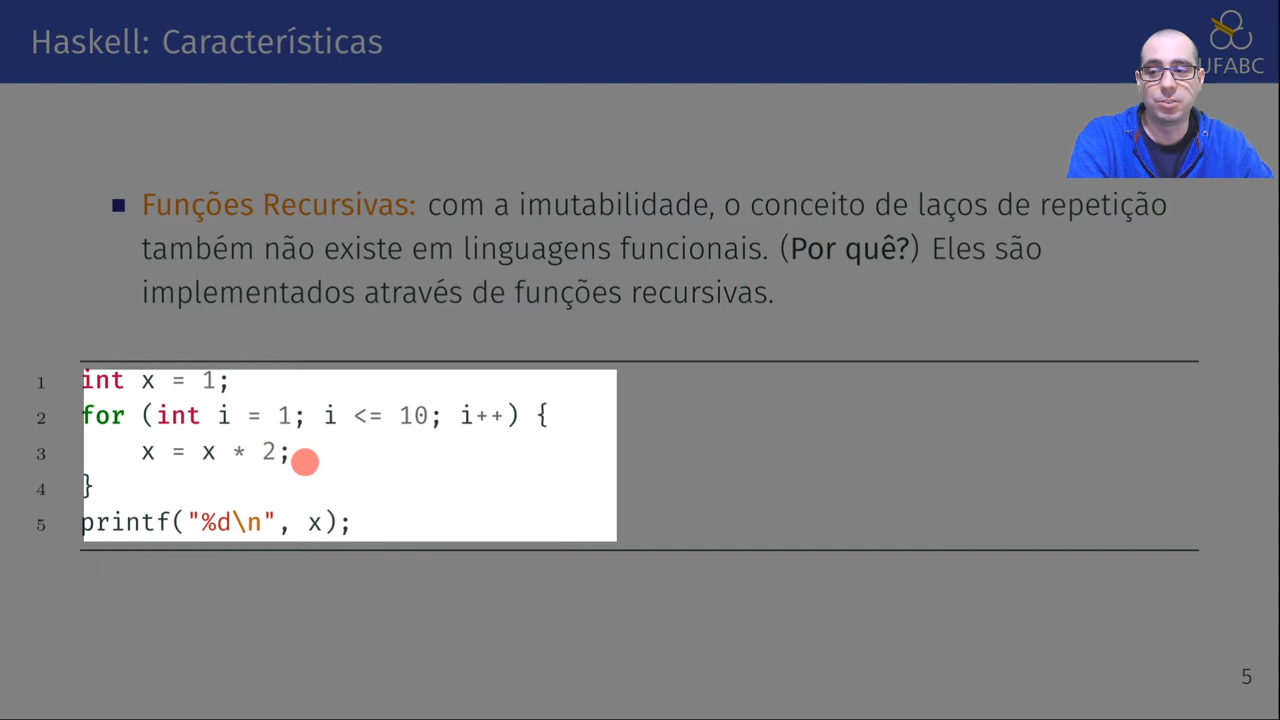 Haskell: Características
UFABC
Funções Recursivas: com a imutabilidade, o conceito de laços de repetição
também não existe em linguagens funcionais. (Por quê?) Eles são
implementados através de funções recursivas.
1 int x = 1;
2 for (int i = 1; i <= 10; i++) {
3     x = x * 2;
4 }
5 printf("%d\n", x);
5